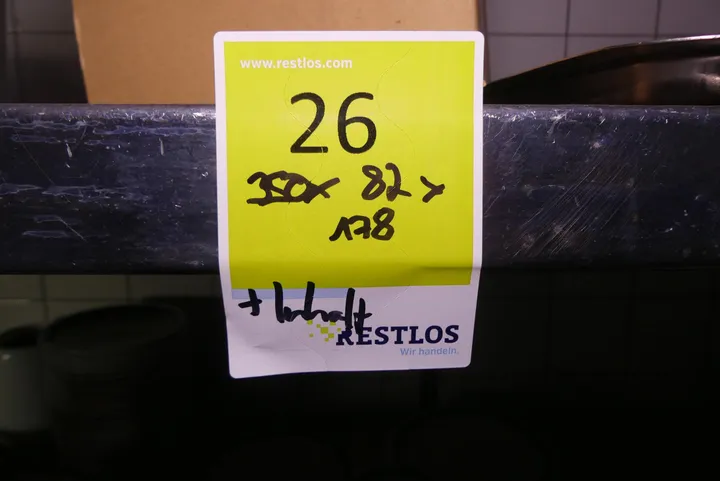 www.restlos.com
26
350x 82 x
178
+ Inhalt
RESTLOS
Wir handeln.